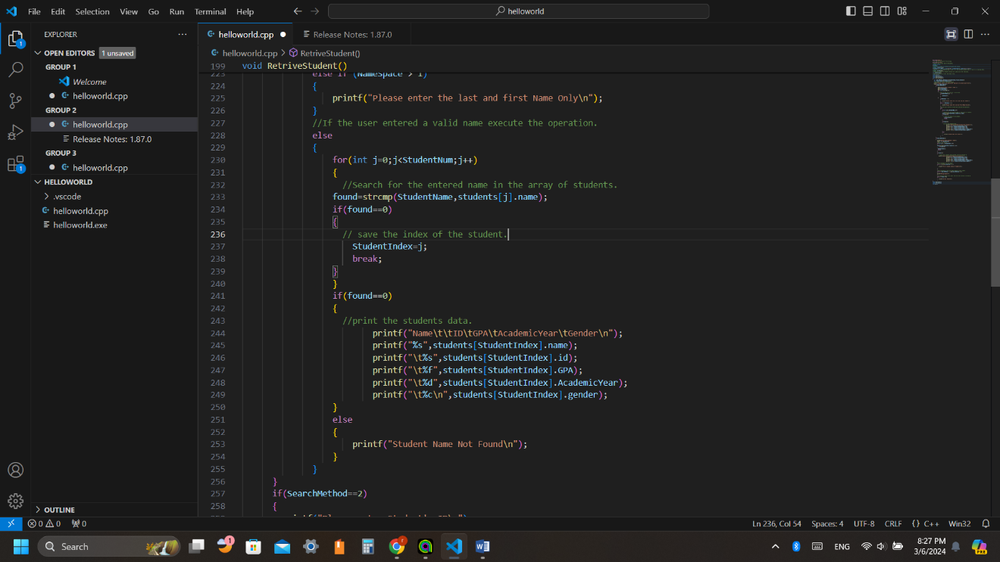 File Edit Selection View Go Run Terminal Help
helloworld
EXPLORER
helloworld.cpp
Release Notes: 1.87.0
OPEN EDITORS 1 unsaved
GROUP 1
Welcome
helloworld.cpp
GROUP 2
helloworld.cpp
Release Notes: 1.87.0
GROUP 3
helloworld.cpp
HELLOWORLD
.vscode
helloworld.cpp
helloworld.exe
OUTLINE
helloworld.cpp > RetriveStudent()
199 void RetriveStudent()
223 else if (NameSpace > 1)
224 {
225 printf("Please enter the last and first Name Only\n");
226 }
227 //If the user entered a valid name execute the operation.
228 else
229 {
230 for(int j=0;j<StudentNum;j++)
231 {
232 //Search for the entered name in the array of students.
233 found=strcmp(StudentName,students[j].name);
234 if(found==0)
235 {
236 // save the index of the student.
237 StudentIndex=j;
238 break;
239 }
240 }
241 if(found==0)
242 {
243 //print the students data.
244 printf("Name\t\tID\tGPA\tAcademicYear\tGender\n");
245 printf("%s",students[StudentIndex].name);
246 printf("\t%s",students[StudentIndex].id);
247 printf("\t%f",students[StudentIndex].GPA);
248 printf("\t%d",students[StudentIndex].AcademicYear);
249 printf("\t%c\n",students[StudentIndex].gender);
250 }
251 else
252 {
253 printf("Student Name Not Found\n");
254 }
255 }
256 }
257 if(SearchMethod==2)
258 {
0 0 0
Ln 236, Col 54 Spaces: 4 UTF-8 CRLF {} C++ Win32
Search
ENG
8:27 PM
3/6/2024